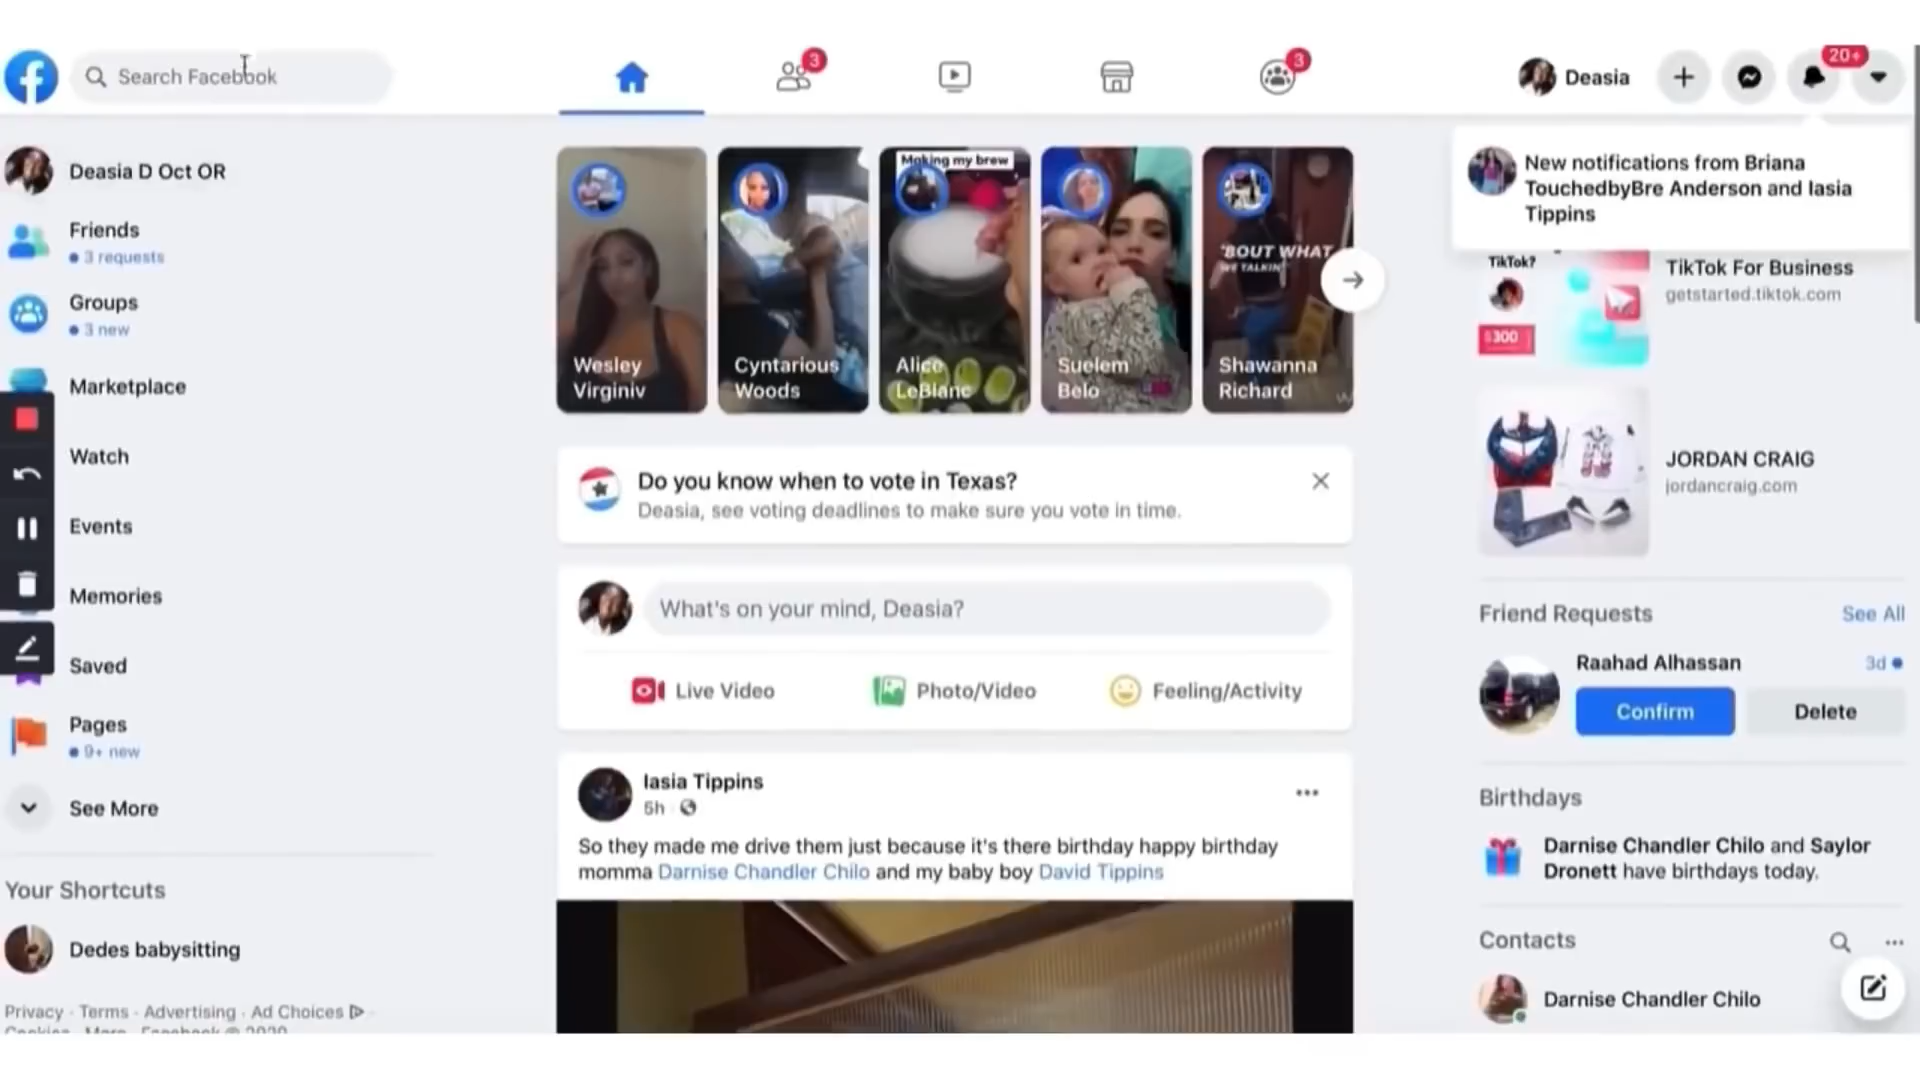 Search Facebook
3
3
Deasia
20+
Deasia D Oct OR
Friends
3 requests
Groups
3 new
Marketplace
Watch
Events
Memories
Saved
Pages
9+ new
See More
Your Shortcuts
Dedes babysitting
Privacy · Terms · Advertising · Ad Choices
Cookies · More · Facebook © 2020
Wesley
Virginiv
Cyntarious
Woods
Making my brew
Alice
LeBlanc
Suelem
Belo
'BOUT WHAT
WE TALKIN'
Shawanna
Richard
Do you know when to vote in Texas?
Deasia, see voting deadlines to make sure you vote in time.
What's on your mind, Deasia?
Live Video
Photo/Video
Feeling/Activity
Iasia Tippins
5h ·
So they made me drive them just because it's there birthday happy birthday
momma Darnise Chandler Chilo and my baby boy David Tippins
New notifications from Briana
TouchedbyBre Anderson and Iasia
Tippins
TikTok?
$300
TikTok For Business
getstarted.tiktok.com
JORDAN CRAIG
jordancraig.com
Friend Requests
See All
Raahad Alhassan
3d
Confirm
Delete
Birthdays
Darnise Chandler Chilo and Saylor
Dronett have birthdays today.
Contacts
Darnise Chandler Chilo